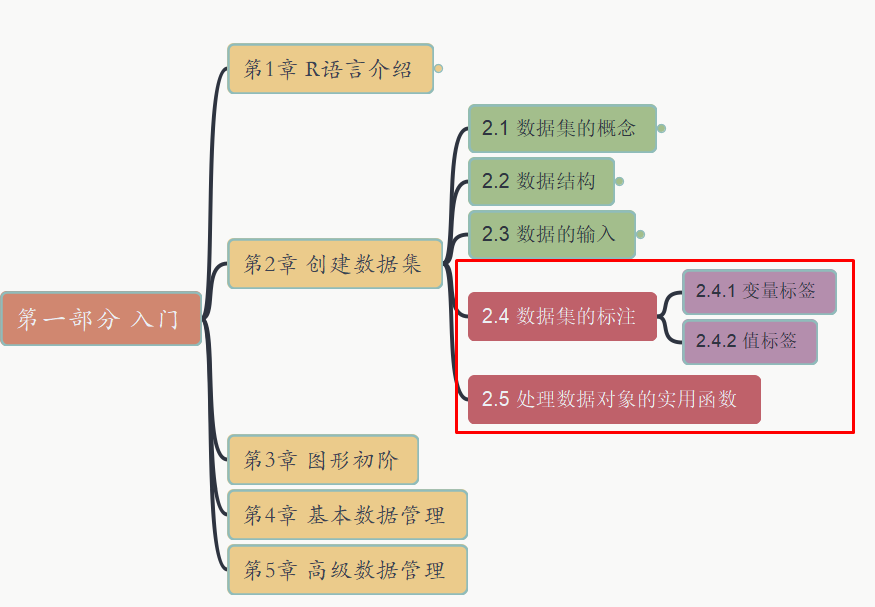 第一部分 入门
第1章 R语言介绍
第2章 创建数据集
2.1 数据集的概念
2.2 数据结构
2.3 数据的输入
2.4 数据集的标注
2.4.1 变量标签
2.4.2 值标签
2.5 处理数据对象的实用函数
第3章 图形初阶
第4章 基本数据管理
第5章 高级数据管理